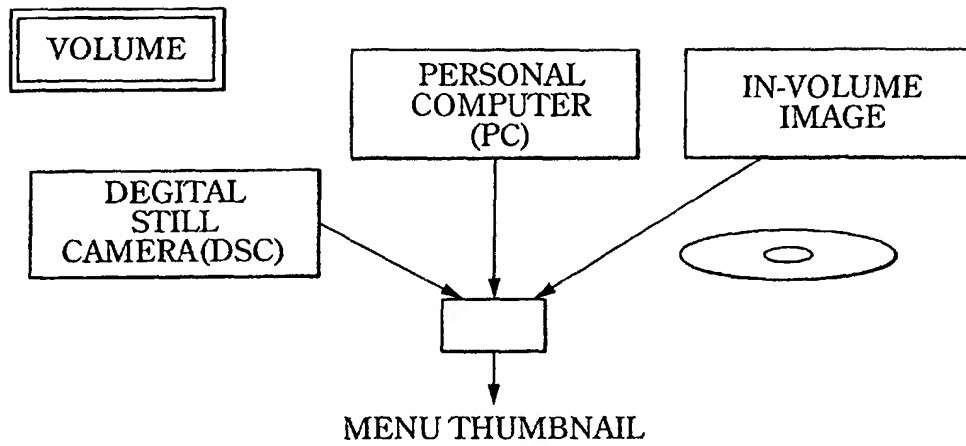 VOLUME
PERSONAL
COMPUTER
(PC)
IN-VOLUME
IMAGE
DEGITAL
STILL
CAMERA(DSC)
MENU THUMBNAIL